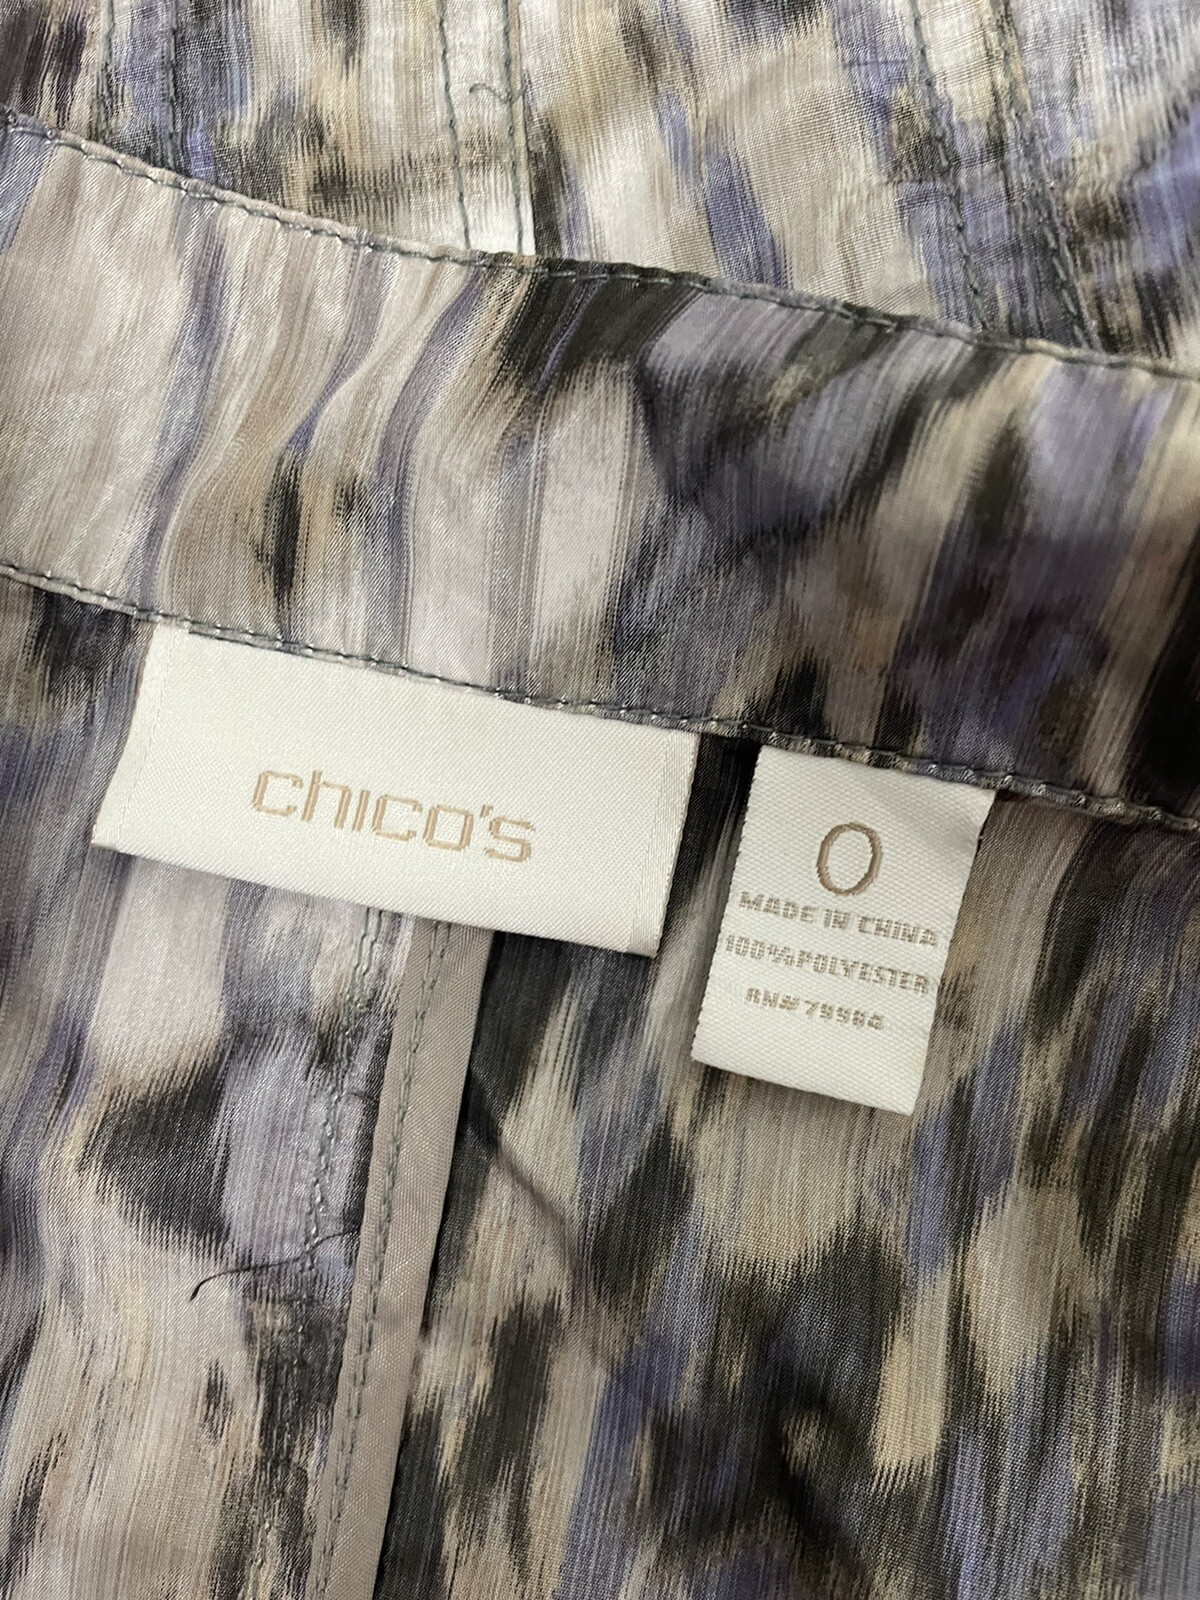 chico's
0
MADE IN CHINA
100%POLYESTER
RN#79984